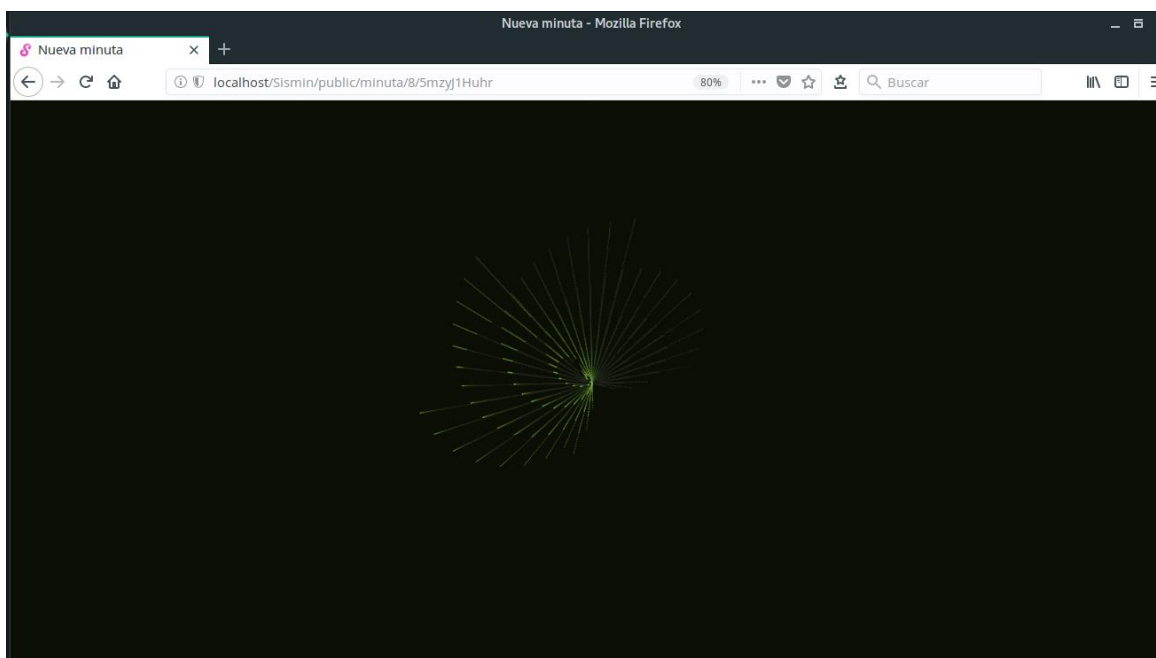 Nueva minuta - Mozilla Firefox
Nueva minuta
localhost/Sismin/public/minuta/8/5mzyJ1Huhr
80%
Buscar